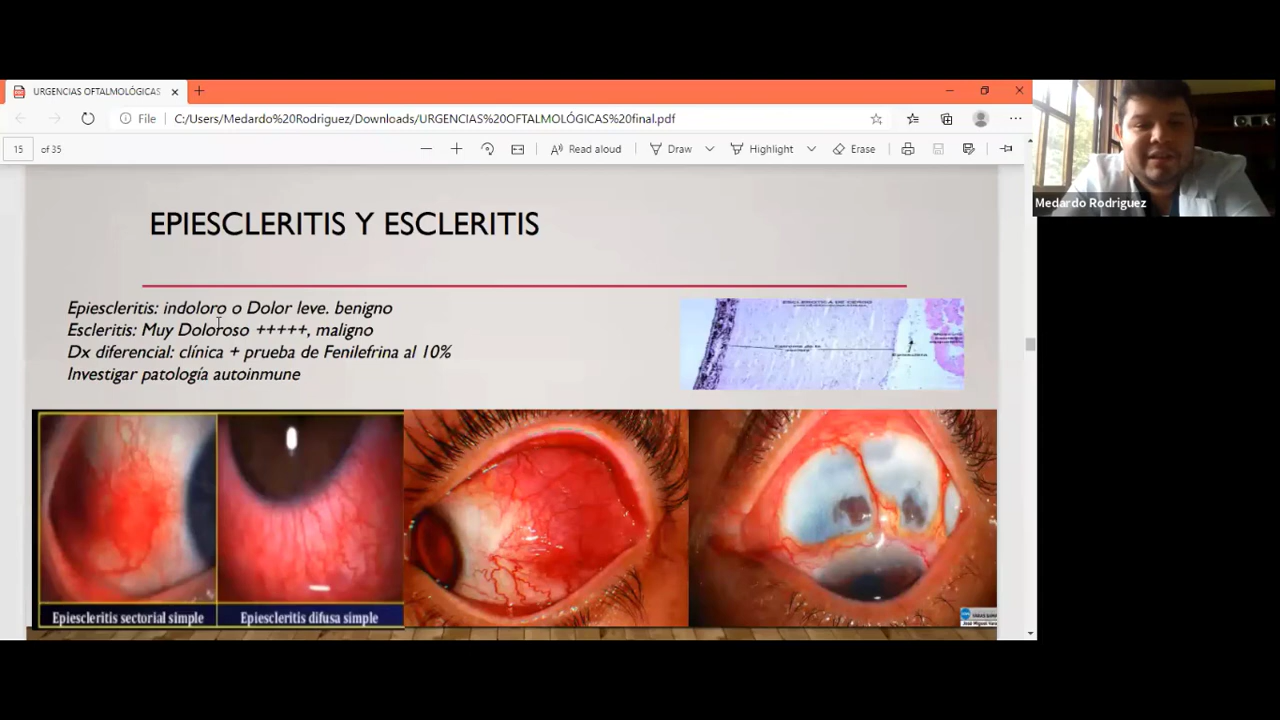 URGENCIAS OFTALMOLÓGICAS
File
C:/Users/Medardo%20Rodriguez/Downloads/URGENCIAS%20OFTALMOLÓGICAS%20final.pdf
15 of 35
Read aloud
Draw
Highlight
Erase
Medardo Rodriguez
EPIESCLERITIS Y ESCLERITIS
Epiescleritis: indoloro o Dolor leve. benigno
Escleritis: Muy Doloroso +++++, maligno
Dx diferencial: clínica + prueba de Fenilefrina al 10%
Investigar patología autoinmune
Epiescleritis sectorial simple
Epiescleritis difusa simple